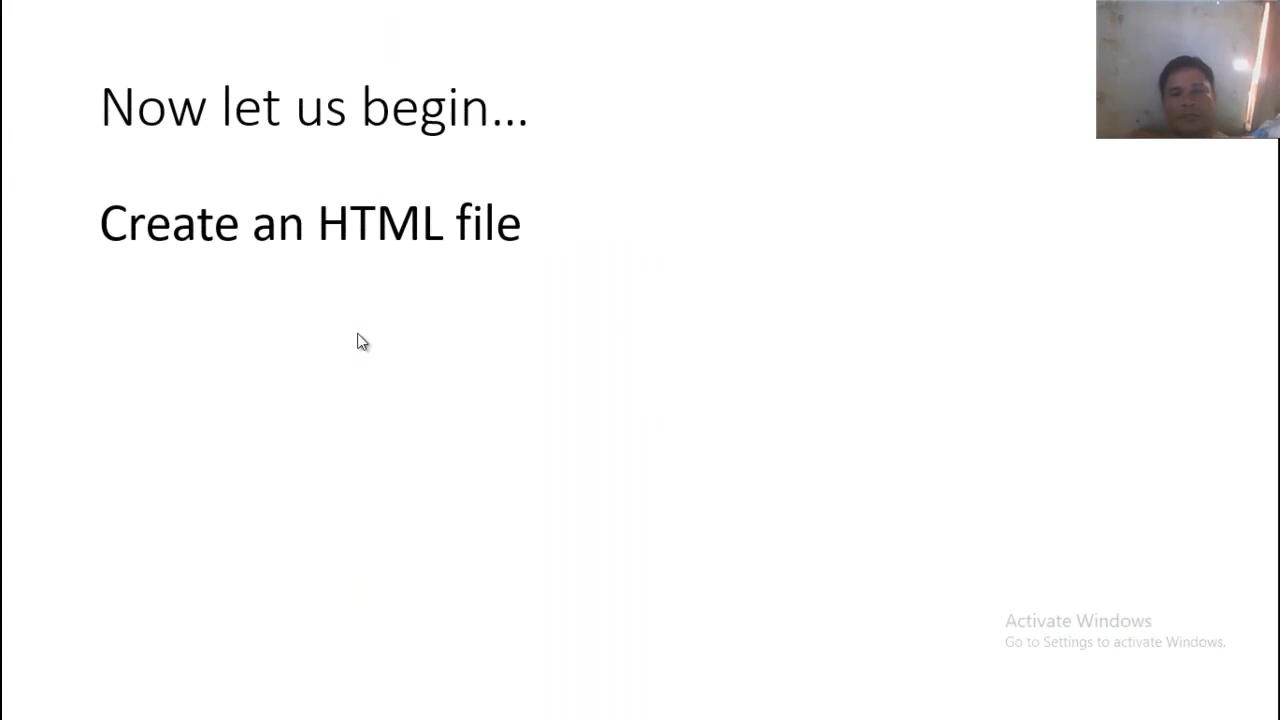 Now let us begin...
Create an HTML file
Activate Windows
Go to Settings to activate Windows.